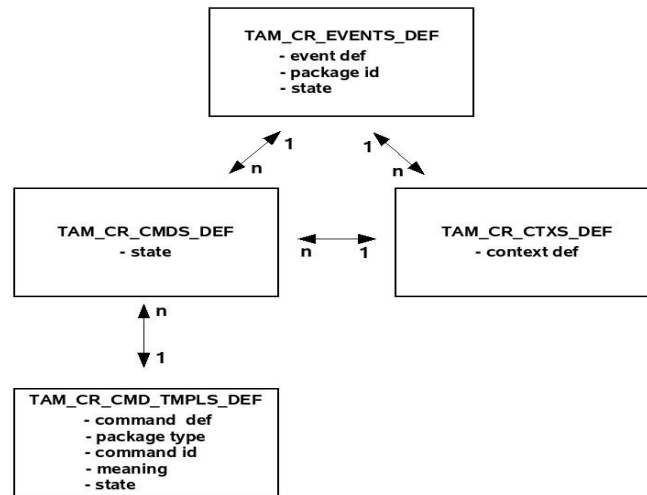 TAM_CR_EVENTS_DEF
- event def
- package id
- state
1
1
n
n
TAM_CR_CMDS_DEF
- state
n
1
TAM_CR_CTXS_DEF
- context def
n
1
TAM_CR_CMD_TMPLS_DEF
- command def
- package type
- command id
- meaning
- state